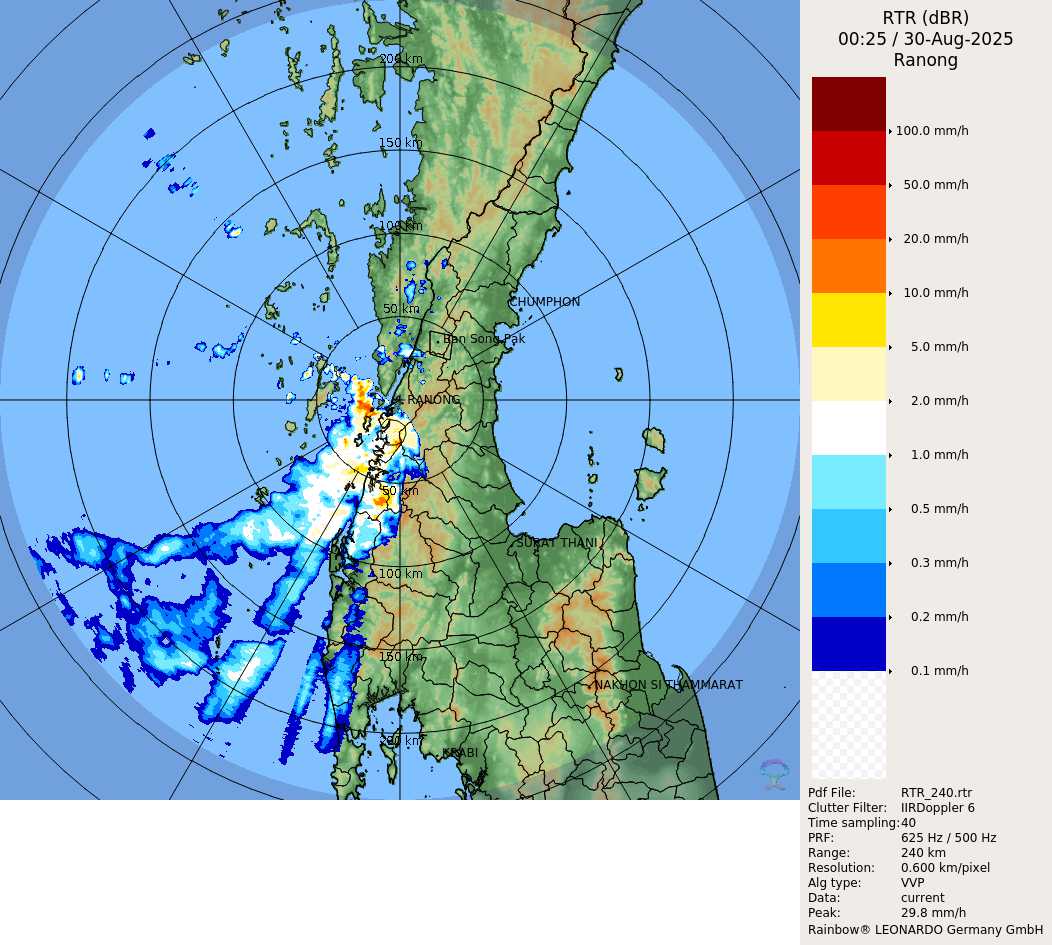 RTR (dBR)
00:25 / 30-Aug-2025
Ranong
200 km
150 km
100 km
50 km
CHUMPHON
Ban Song Pak
RANONG
50 km
SURAT THANI
100 km
150 km
NAKHON SI THAMMARAT
200 km
KRABI
100.0 mm/h
50.0 mm/h
20.0 mm/h
10.0 mm/h
5.0 mm/h
2.0 mm/h
1.0 mm/h
0.5 mm/h
0.3 mm/h
0.2 mm/h
0.1 mm/h
Pdf File: RTR_240.rtr
Clutter Filter: IIRDoppler 6
Time sampling:40
PRF: 625 Hz / 500 Hz
Range: 240 km
Resolution: 0.600 km/pixel
Alg type: VVP
Data: current
Peak: 29.8 mm/h
Rainbow® LEONARDO Germany GmbH